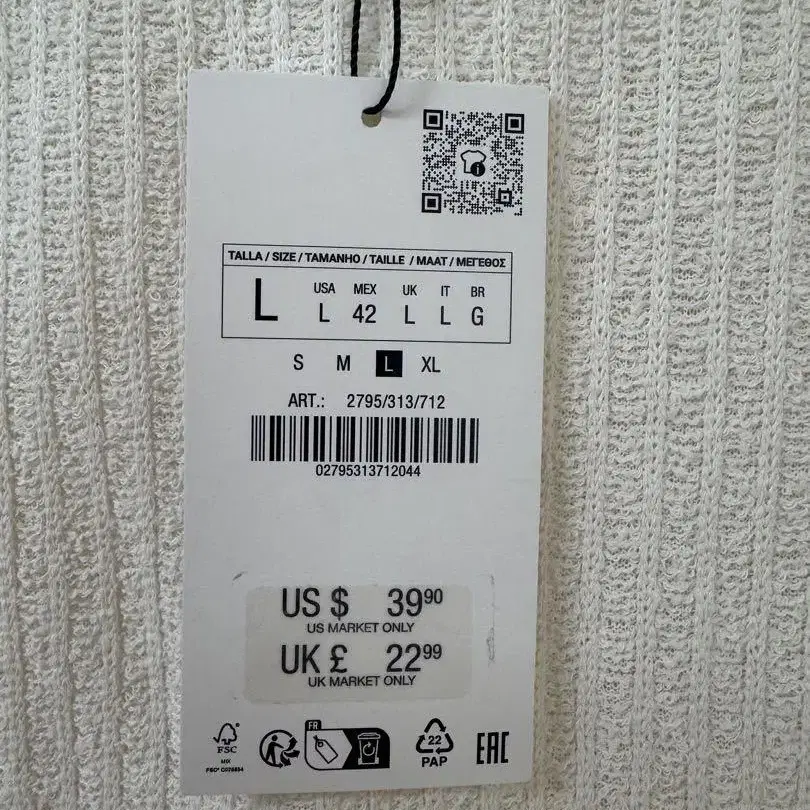 TALLA / SIZE / TAMANHO / TAILLE / MAAT / ΜΕΓΕΘΟΣ
USA MEX UK IT BR
L L 42 L L G
S M L XL
ART.: 2795/313/712
02795313712044
US $ 39 90
US MARKET ONLY
UK £ 22 99
UK MARKET ONLY
FR
FSC
MIX
22
PAP
EAC